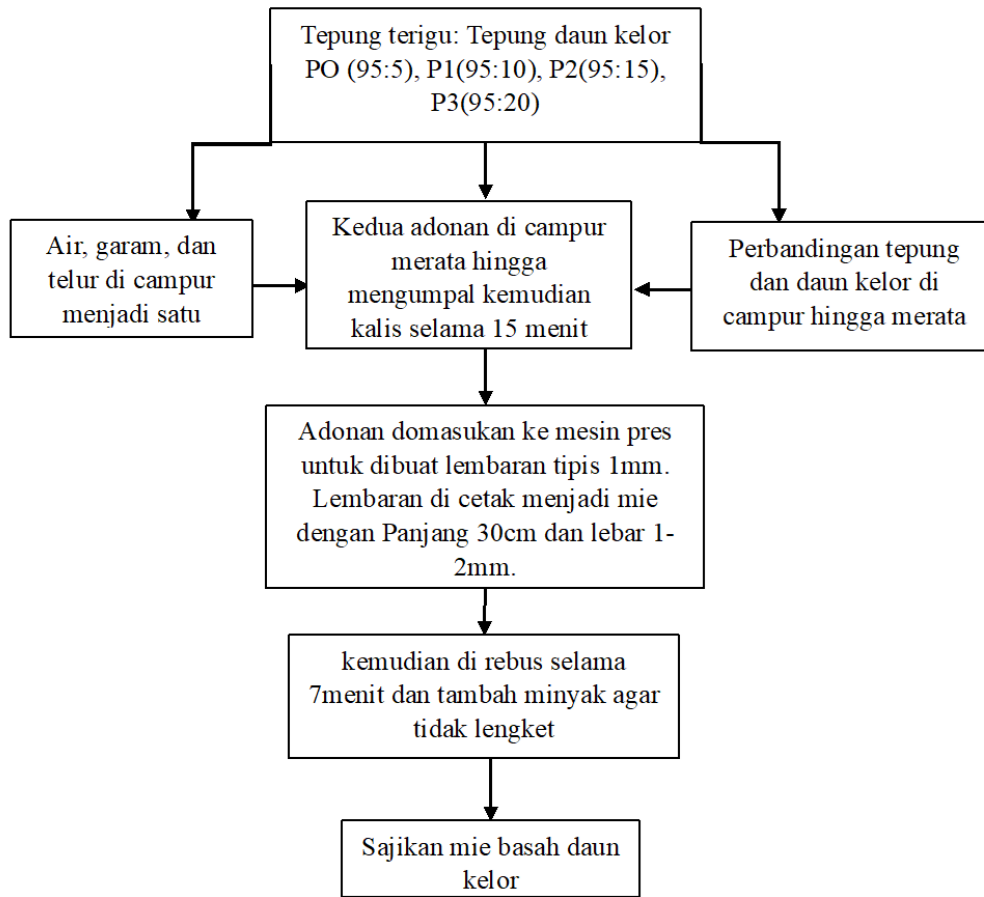 Tepung terigu: Tepung daun kelor
PO (95:5), P1(95:10), P2(95:15),
P3(95:20)
Air, garam, dan
telur di campur
menjadi satu
Kedua adonan di campur
merata hingga
mengumpal kemudian
kalis selama 15 menit
Perbandingan tepung
dan daun kelor di
campur hingga merata
Adonan domasukan ke mesin pres
untuk dibuat lembaran tipis 1mm.
Lembaran di cetak menjadi mie
dengan Panjang 30cm dan lebar 1-
2mm.
kemudian di rebus selama
7menit dan tambah minyak agar
tidak lengket
Sajikan mie basah daun
kelor